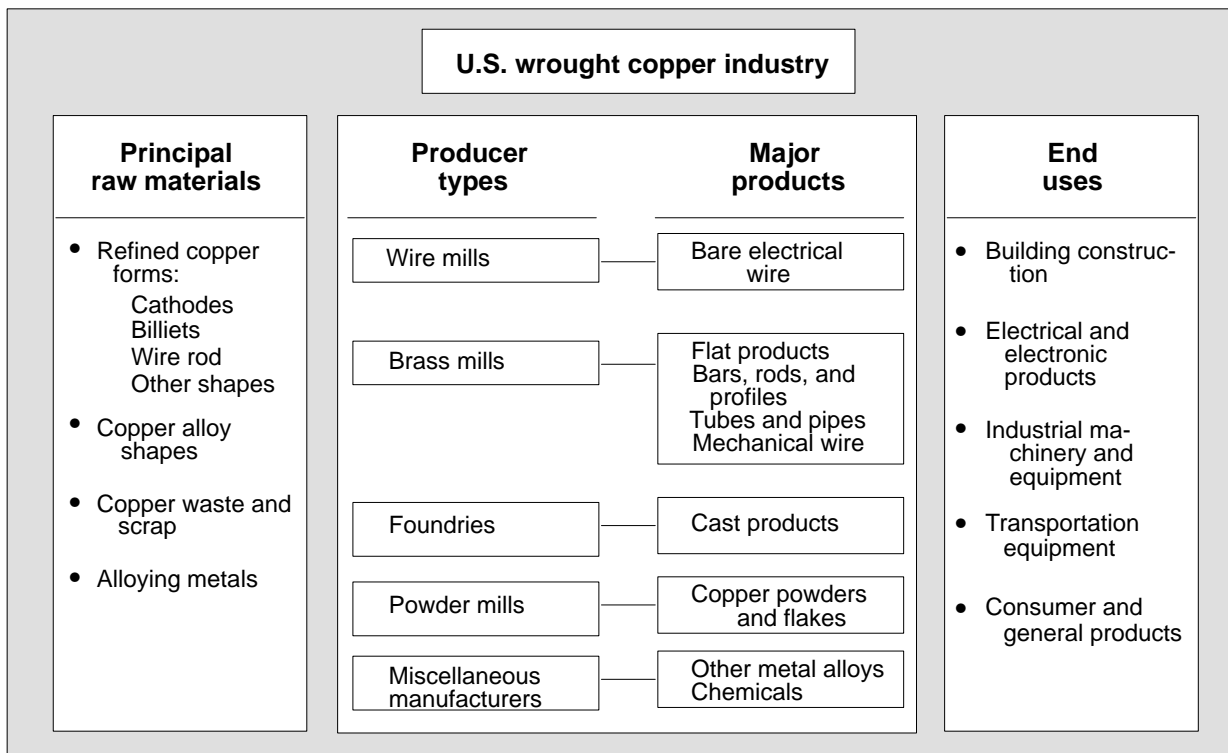 U.S. wrought copper industry
Principal
raw materials
• Refined copper
forms:
Cathodes
Billiets
Wire rod
Other shapes
• Copper alloy
shapes
• Copper waste and
scrap
• Alloying metals
Producer
types
Major
products
Wire mills
Bare electrical
wire
Brass mills
Flat products
Bars, rods, and
profiles
Tubes and pipes
Mechanical wire
Foundries
Cast products
Powder mills
Copper powders
and flakes
Miscellaneous
manufacturers
Other metal alloys
Chemicals
End
uses
• Building construc-
tion
• Electrical and
electronic
products
• Industrial ma-
chinery and
equipment
• Transportation
equipment
• Consumer and
general products